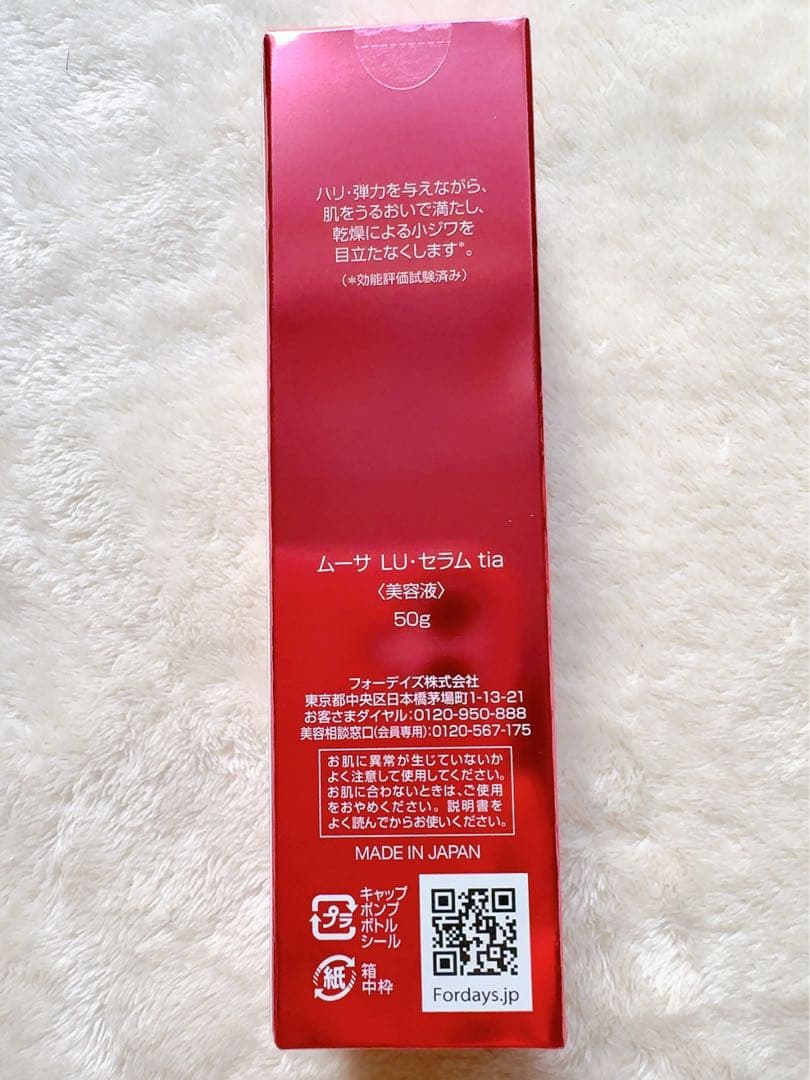 ハリ・弾力を与えながら、
肌をうるおいで満たし、
乾燥による小ジワを
目立たなくします*。
(*効能評価試験済み)
ムーサ LU・セラム tia
〈美容液〉
50g
フォーデイズ株式会社
東京都中央区日本橋茅場町1-13-21
お客さまダイヤル:0120-950-888
美容相談窓口(会員専用):0120-567-175
お肌に異常が生じていないか
よく注意して使用してください。
お肌に合わないときは、ご使用
をおやめください。説明書を
よく読んでからお使いください。
MADE IN JAPAN
プラ
キャップ
ポンプ
ボトル
シール
紙
箱
中枠
Fordays.jp